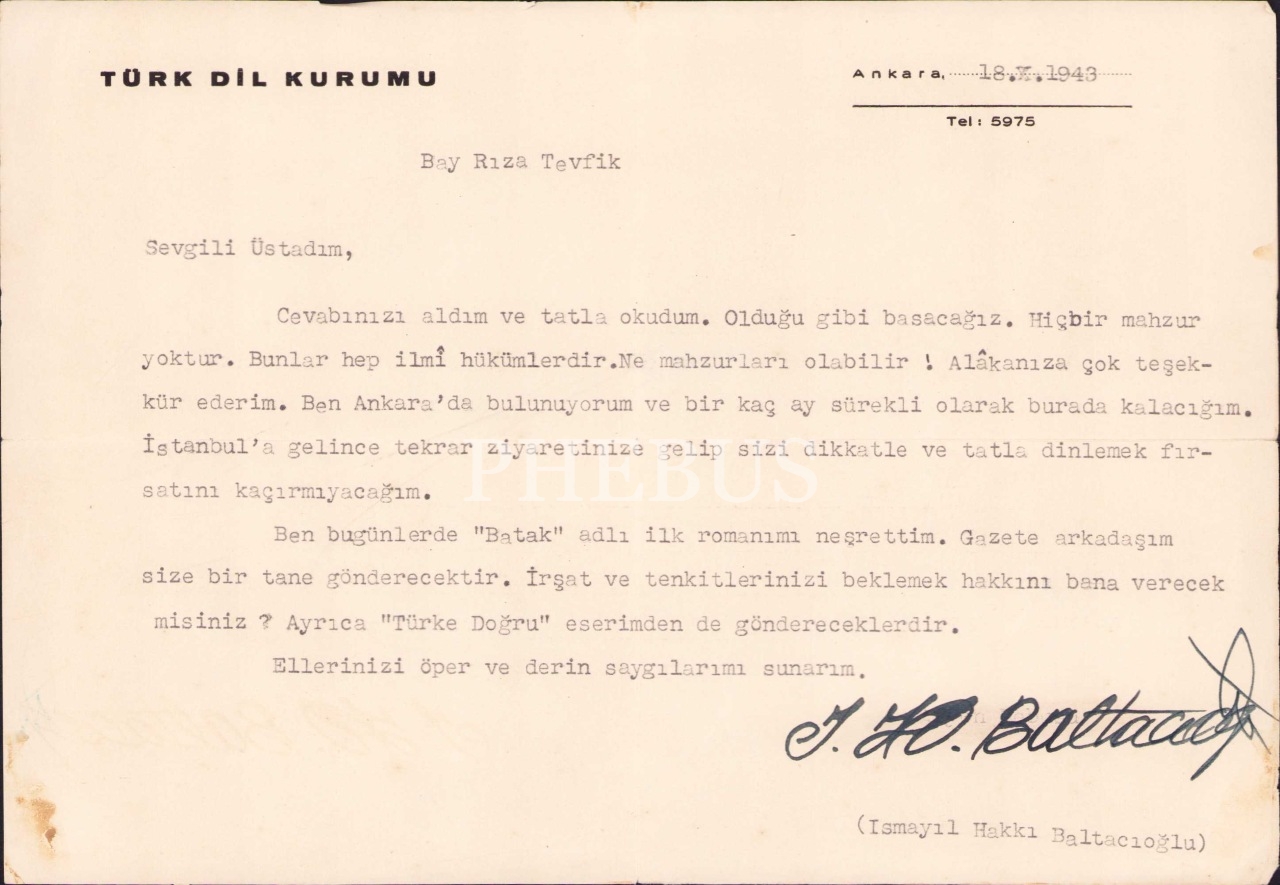 TÜRK DİL KURUMU
Ankara, 18.X.1943
Tel: 5975
Bay Rıza Tevfik
Sevgili Üstadım,
Cevabınızı aldım ve tatla okudum. Olduğu gibi basacağız. Hiçbir mahzur
yoktur. Bunlar hep ilmî hükümlerdir.Ne mahzurları olabilir ! Alâkanıza çok teşek-
kür ederim. Ben Ankara'da bulunuyorum ve bir kaç ay sürekli olarak burada kalacığım.
İstanbul'a gelince tekrar ziyaretinize gelip sizi dikkatle ve tatla dinlemek fır-
satını kaçırmıyacağım.
PHEBUS
Ben bugünlerde "Batak" adlı ilk romanımı neşrettim. Gazete arkadaşım
size bir tane gönderecektir. İrşat ve tenkitlerinizi beklemek hakkını bana verecek
misiniz ? Ayrıca "Türke Doğru" eserimden de göndereceklerdir.
Ellerinizi öper ve derin saygılarımı sunarım.
I. H. Baltacıoğlu
(Ismayıl Hakkı Baltacıoğlu)